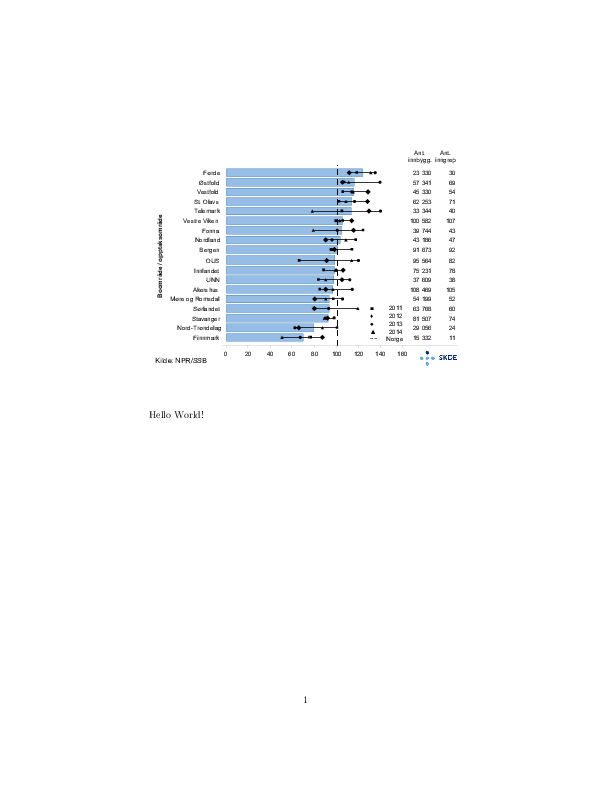 Ant. Ant.
innbygg. inngrep
Førde 23 330 30
Østfold 57 341 69
Vestfold 45 330 54
St. Olavs 62 253 71
Telemark 33 344 40
Vestre Viken 100 562 107
Fonna 39 744 43
Nordland 43 166 47
Bergen 91 673 92
OUS 95 564 82
Innlandet 75 231 76
UNN 37 609 38
Akershus 108 469 105
Møre og Romsdal 54 199 52
Sørlandet 63 768 60
Stavanger 81 507 74
Nord-Trøndelag 29 056 24
Finnmark 15 332 11
Boområde / opptaksområde
2011
2012
2013
2014
Norge
0 20 40 60 80 100 120 140 160
Kilde: NPR/SSB
SKDE
Hello World!
1